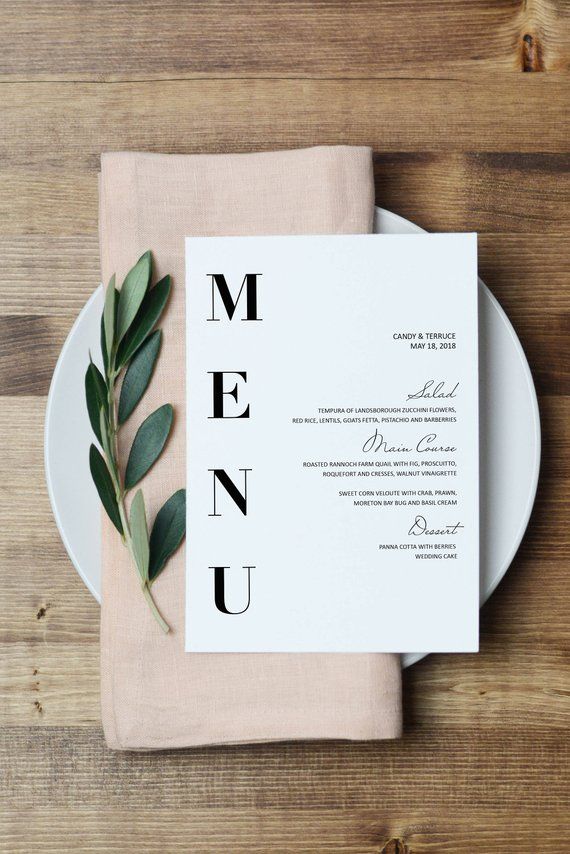 MENU
CANDY & TERRUCE
MAY 18, 2018
Salad
TEMPURA OF LANDSBOROUGH ZUCCHINI FLOWERS,
RED RICE, LENTILS, GOATS FETTA, PISTACHIO AND BARBERRIES
Main Course
ROASTED RANNOCH FARM QUAIL WITH FIG, PROSCUITTO,
ROQUEFORT AND CRESSES, WALNUT VINAIGRETTE
SWEET CORN VELOUTE WITH CRAB, PRAWN,
MORETON BAY BUG AND BASIL CREAM
Dessert
PANNA COTTA WITH BERRIES
WEDDING CAKE